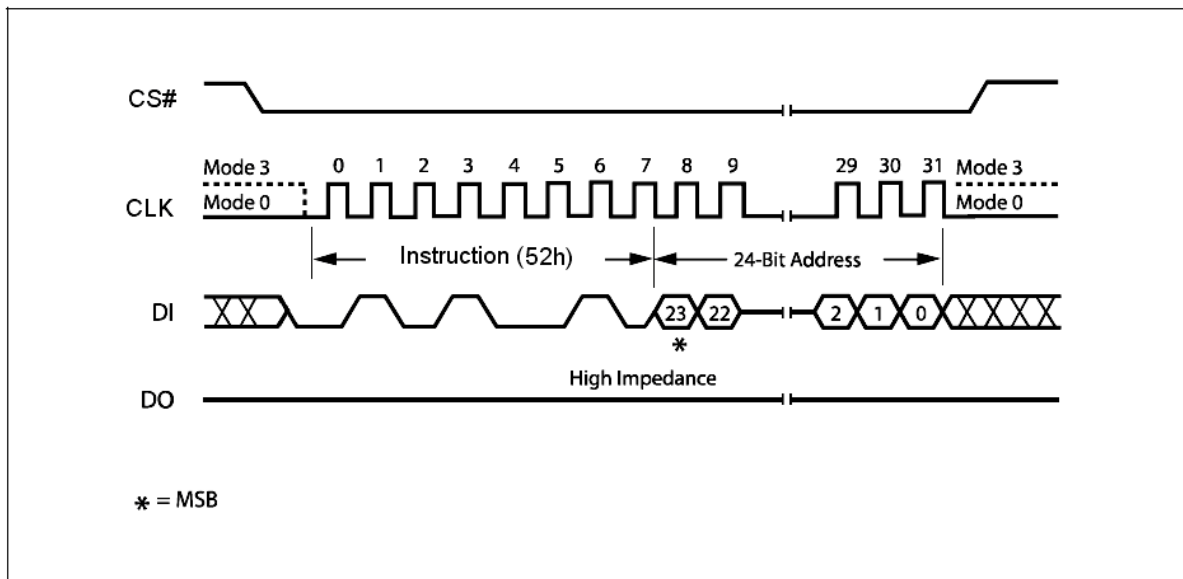 CS#
Mode 3 0 1 2 3 4 5 6 7 8 9 29 30 31 Mode 3
CLK Mode 0 Mode 0
Instruction (52h) 24-Bit Address
DI 23 22 2 1 0
*
High Impedance
DO
* = MSB